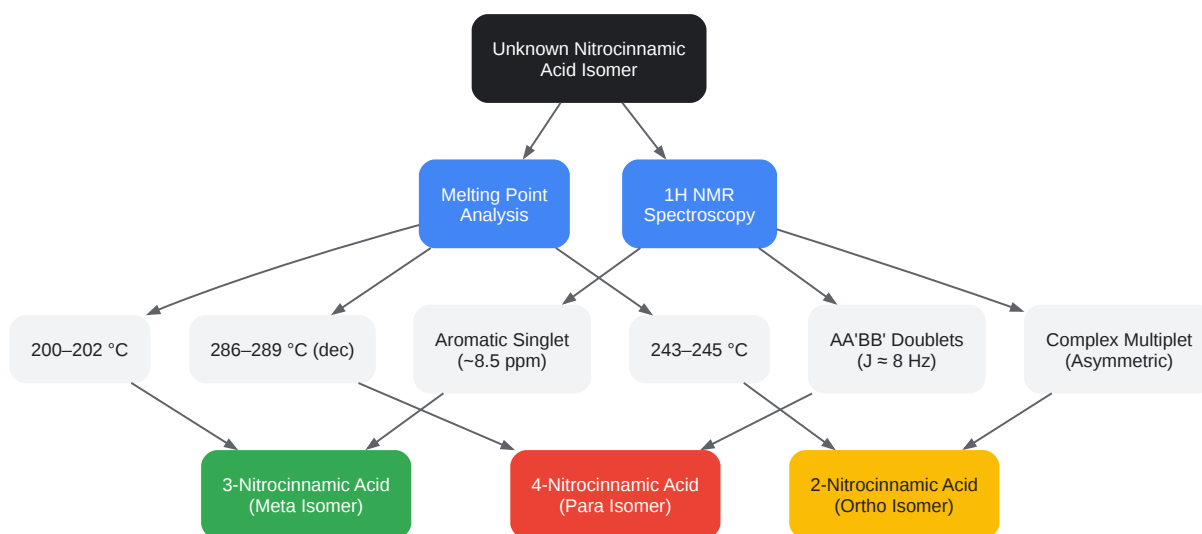 Unknown Nitrocinnamic
Acid Isomer
Melting Point
Analysis
1H NMR
Spectroscopy
200–202 °C
286–289 °C (dec)
Aromatic Singlet
(~8.5 ppm)
243–245 °C
AA'BB' Doublets
(J ≈ 8 Hz)
Complex Multiplet
(Asymmetric)
3-Nitrocinnamic Acid
(Meta Isomer)
4-Nitrocinnamic Acid
(Para Isomer)
2-Nitrocinnamic Acid
(Ortho Isomer)